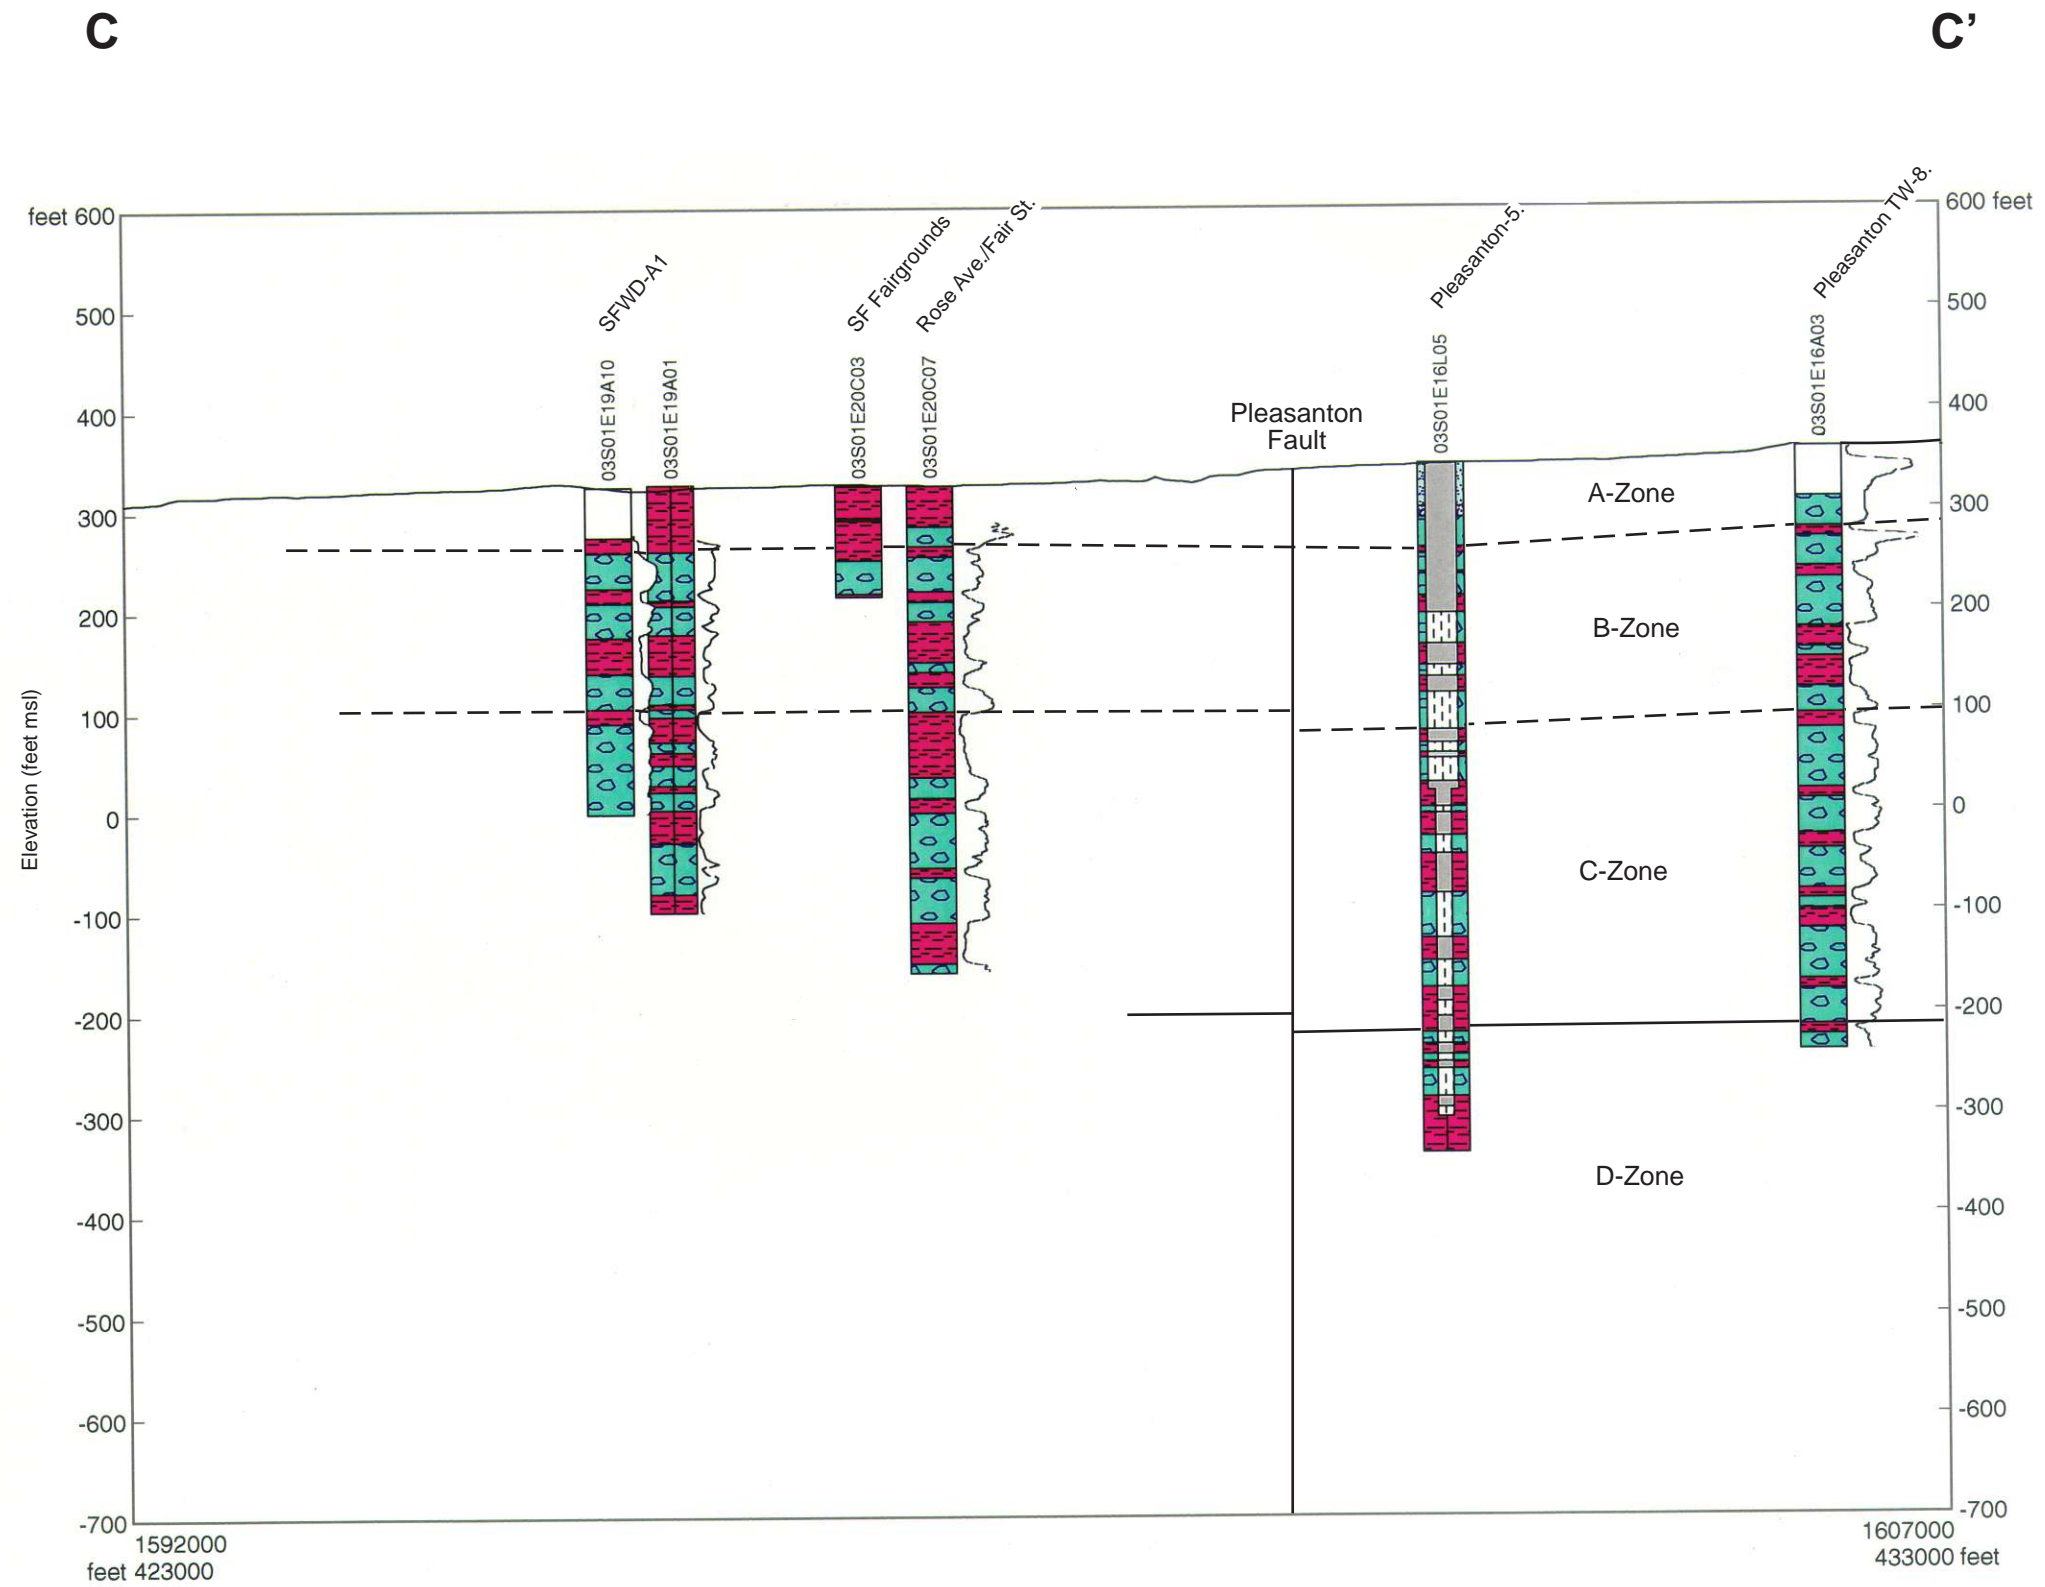 C
C’
feet 600
600 feet
SFWD-A1
SF Fairgrounds
Rose Ave./Fair St.
Pleasanton-5.
Pleasanton TW-8.
03S01E19A10
03S01E19A01
03S01E20C03
03S01E20C07
03S01E16L05
03S01E16A03
Pleasanton
Fault
A-Zone
B-Zone
C-Zone
D-Zone
Elevation (feet msl)
500
400
300
200
100
0
-100
-200
-300
-400
-500
-600
-700
500
400
300
200
100
0
-100
-200
-300
-400
-500
-600
-700
1592000
feet 423000
1607000
433000 feet